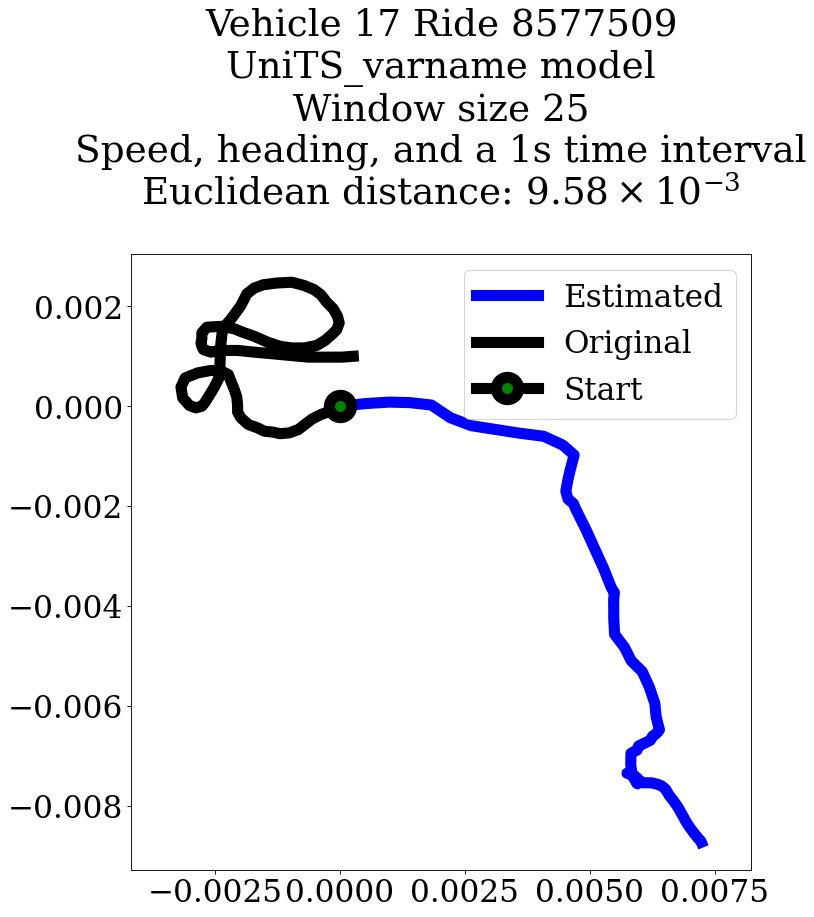 Vehicle 17 Ride 8577509
UniTS_varname model
Window size 25
Speed, heading, and a 1s time interval
Euclidean distance: 9.58 × 10⁻³
Estimated
Original
Start
0.002
0.000
−0.002
−0.004
−0.006
−0.008
−0.0025 0.0000 0.0025 0.0050 0.0075